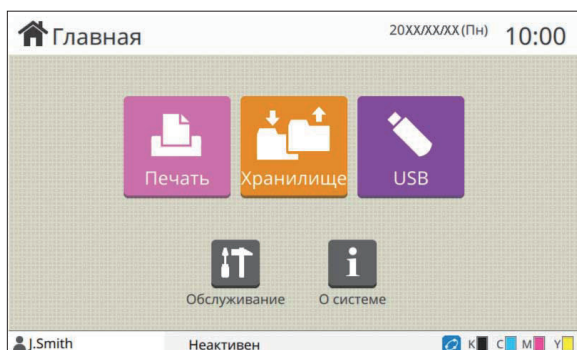 Главная 20XX/XX/XX(Пн) 10:00
Печать Хранилище USB
Обслуживание О системе
J.Smith Неактивен K C M Y